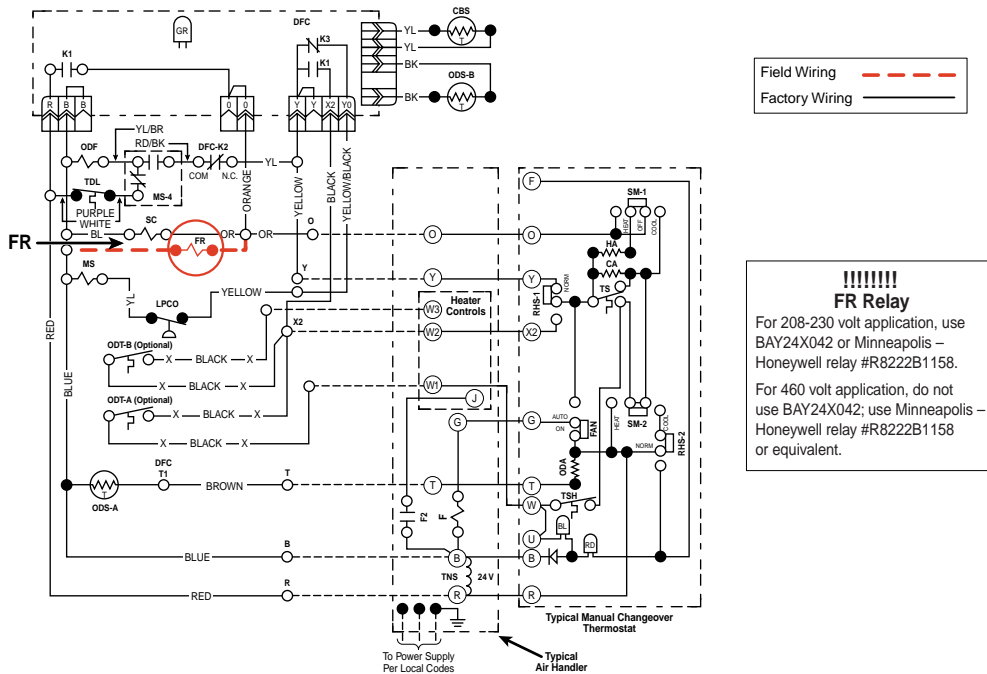 DFC
CBS
GR
K3
K1
K1
YL
YL
BK
BK
ODS-B
R B B
0 0
Y Y X2 Y0
Field Wiring
Factory Wiring
YL/BR
RD/BK
ODF
DFC-K2
YL
COM
N.C.
TDL
MS-4
PURPLE
WHITE
ORANGE
YELLOW
BLACK
YELLOW/BLACK
SC
BL
OR
OR
O
FR
FR
MS
YL
LPCO
YELLOW
Y
X2
RED
BLUE
ODT-B (Optional)
X BLACK X
X BLACK X
ODT-A (Optional)
X BLACK X
X BLACK X
DFC
T1
BROWN
T
ODS-A
T
T
T
BLUE
B
RED
R
O
Y
W3
W2
Heater
Controls
W1
J
G
T
F2
F
B
TNS
24 V
R
To Power Supply
Per Local Codes
Typical
Air Handler
F
O
Y
X2
G
T
W
U
B
R
SM-1
HEAT
OFF
COOL
HA
CA
TS
NORM
RHS-1
AUTO
ON
FAN
HEAT
SM-2
COOL
NORM
RHS-2
ODA
TSH
BL
RD
Typical Manual Changeover
Thermostat
!!!!!!!!
FR Relay
For 208-230 volt application, use
BAY24X042 or Minneapolis –
Honeywell relay #R8222B1158.
For 460 volt application, do not
use BAY24X042; use Minneapolis –
Honeywell relay #R8222B1158
or equivalent.